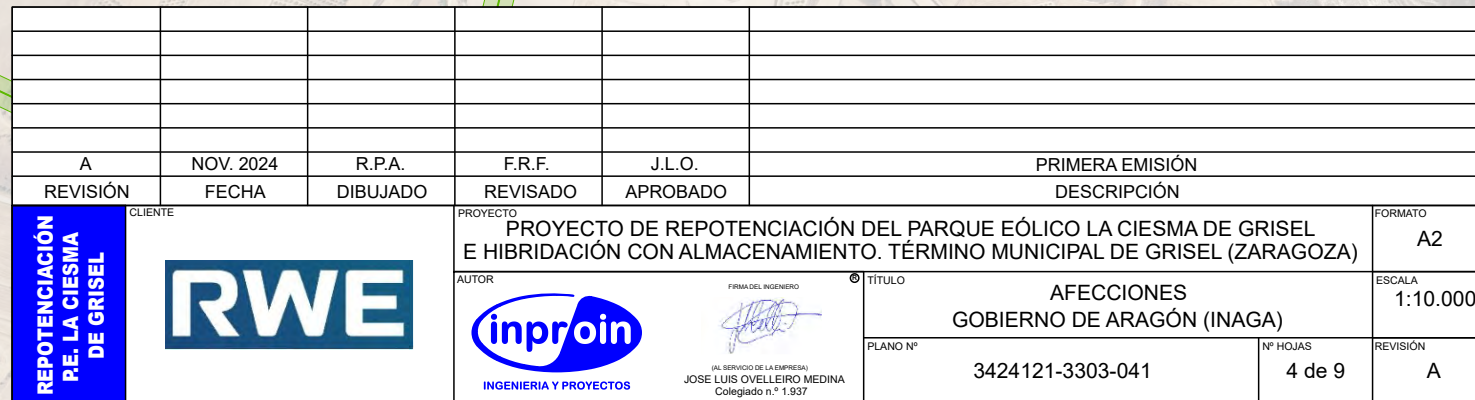 A NOV. 2024 R.P.A. F.R.F. J.L.O. PRIMERA EMISIÓN
REVISIÓN FECHA DIBUJADO REVISADO APROBADO DESCRIPCIÓN
REPOTENCIACIÓN
P.E. LA CIESMA
DE GRISEL
CLIENTE
RWE
PROYECTO
PROYECTO DE REPOTENCIACIÓN DEL PARQUE EÓLICO LA CIESMA DE GRISEL
E HIBRIDACIÓN CON ALMACENAMIENTO. TÉRMINO MUNICIPAL DE GRISEL (ZARAGOZA)
FORMATO
A2
AUTOR
inproin
INGENIERIA Y PROYECTOS
FIRMA DEL INGENIERO
®
(AL SERVICIO DE LA EMPRESA)
JOSE LUIS OVELLEIRO MEDINA
Colegiado n.º 1.937
TÍTULO
AFECCIONES
GOBIERNO DE ARAGÓN (INAGA)
ESCALA
1:10.000
PLANO Nº
3424121-3303-041
Nº HOJAS
4 de 9
REVISIÓN
A